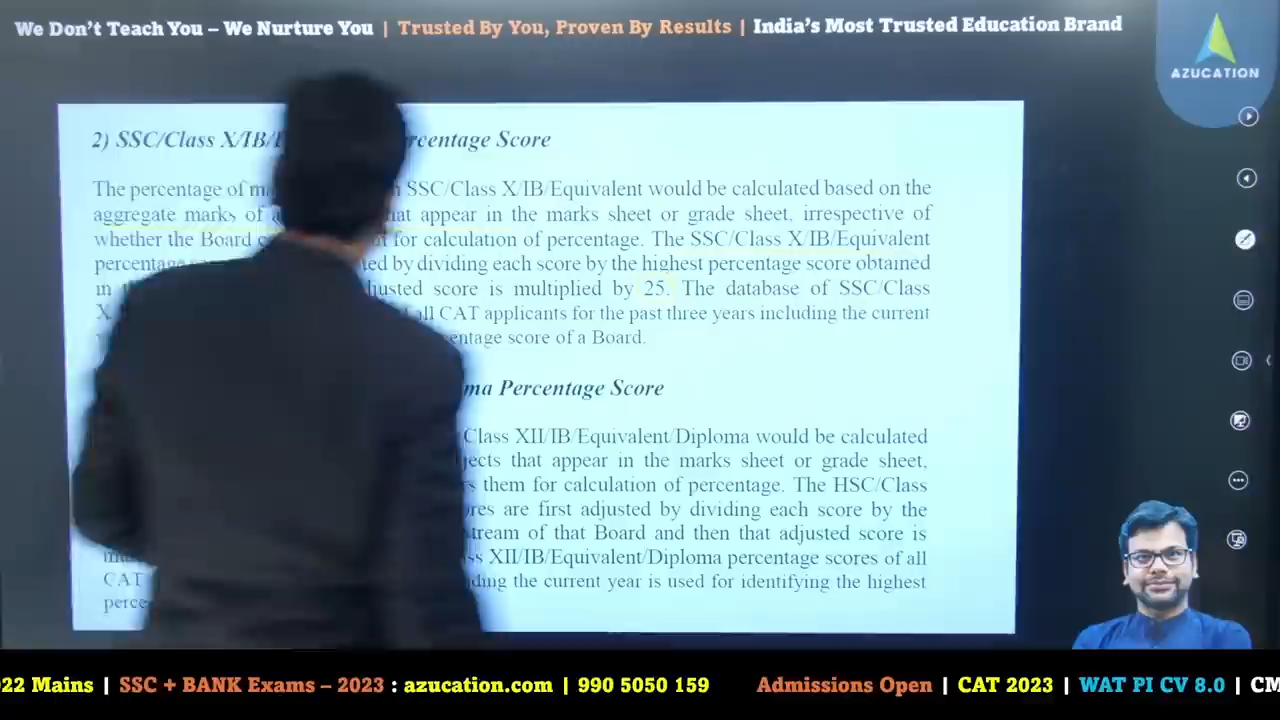 We Don't Teach You – We Nurture You | Trusted By You, Proven By Results | India's Most Trusted Education Brand
AZUCATION
2) SSC/Class X/IB/ Percentage Score
The percentage of SSC/Class X/IB/Equivalent would be calculated based on the
aggregate marks of that appear in the marks sheet or grade sheet, irrespective of
whether the Board for calculation of percentage. The SSC/Class X/IB/Equivalent
percentage by dividing each score by the highest percentage score obtained
in score is multiplied by 25. The database of SSC/Class
X all CAT applicants for the past three years including the current
score of a Board.
Percentage Score
Class XII/IB/Equivalent/Diploma would be calculated
that appear in the marks sheet or grade sheet,
them for calculation of percentage. The HSC/Class
are first adjusted by dividing each score by the
stream of that Board and then that adjusted score is
XII/IB/Equivalent/Diploma percentage scores of all
CAT the current year is used for identifying the highest
22 Mains | SSC + BANK Exams – 2023 : azucation.com | 990 5050 159 Admissions Open | CAT 2023 | WAT PI CV 8.0 | CM